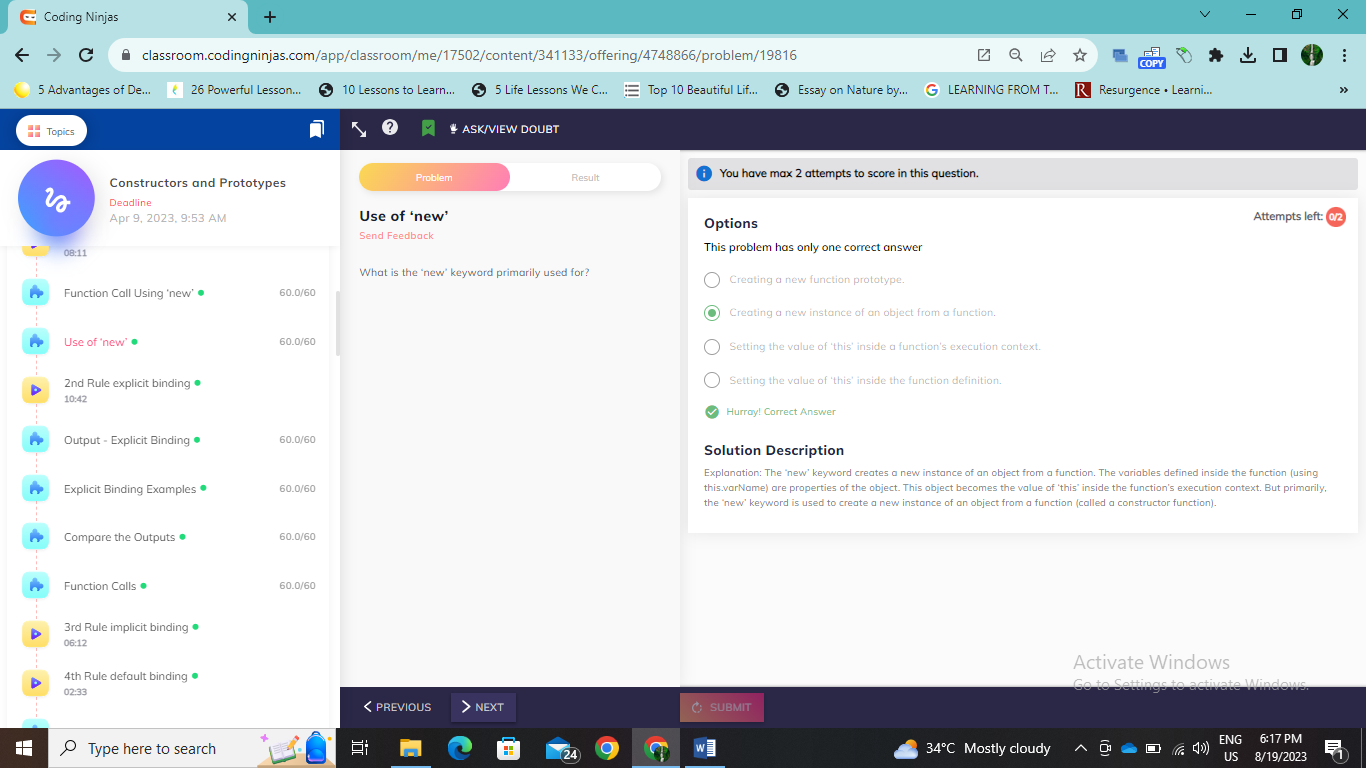 Coding Ninjas
classroom.codingninjas.com/app/classroom/me/17502/content/341133/offering/4748866/problem/19816
COPY
5 Advantages of De...
26 Powerful Lesson...
10 Lessons to Learn...
5 Life Lessons We C...
Top 10 Beautiful Lif...
Essay on Nature by...
LEARNING FROM T...
R
Resurgence • Learni...
»
Topics
ASK/VIEW DOUBT
Constructors and Prototypes
Deadline
Apr 9, 2023, 9:53 AM
08:11
Function Call Using ‘new’ 60.0/60
Use of ‘new’ 60.0/60
2nd Rule explicit binding
10:42
Output - Explicit Binding 60.0/60
Explicit Binding Examples 60.0/60
Compare the Outputs 60.0/60
Function Calls 60.0/60
3rd Rule implicit binding
06:12
4th Rule default binding
02:33
Problem
Result
Use of ‘new’
Send Feedback
What is the ‘new’ keyword primarily used for?
You have max 2 attempts to score in this question.
Options
Attempts left: 0/2
This problem has only one correct answer
Creating a new function prototype.
Creating a new instance of an object from a function.
Setting the value of ‘this’ inside a function’s execution context.
Setting the value of ‘this’ inside the function definition.
Hurray! Correct Answer
Solution Description
Explanation: The ‘new’ keyword creates a new instance of an object from a function. The variables defined inside the function (using
this.varName) are properties of the object. This object becomes the value of ‘this’ inside the function’s execution context. But primarily,
the ‘new’ keyword is used to create a new instance of an object from a function (called a constructor function).
Activate Windows
Go to Settings to activate Windows.
PREVIOUS
NEXT
SUBMIT
Type here to search
24
34°C Mostly cloudy
ENG
US
6:17 PM
8/19/2023
1